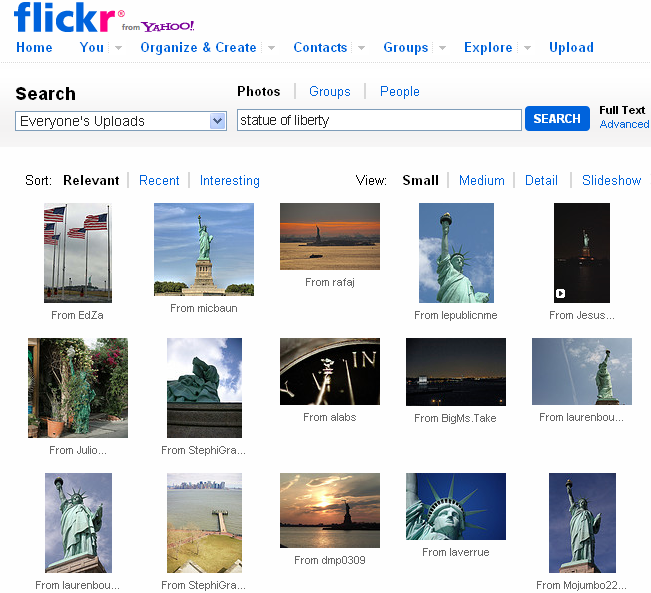 flickr® from YAHOO!
Home You Organize & Create Contacts Groups Explore Upload
Search Photos Groups People
Everyone's Uploads statue of liberty SEARCH Full Text
Advanced
Sort: Relevant Recent Interesting View: Small Medium Detail Slideshow
From EdZa From micbaun From rafaj From lepublicnme From Jesus...
IN
From Julio... From StephiGra... From alabs From BigMs.Take From laurenbou...
From laurenbou... From StephiGra... From dmp0309 From laverrue From Mojumbo22...